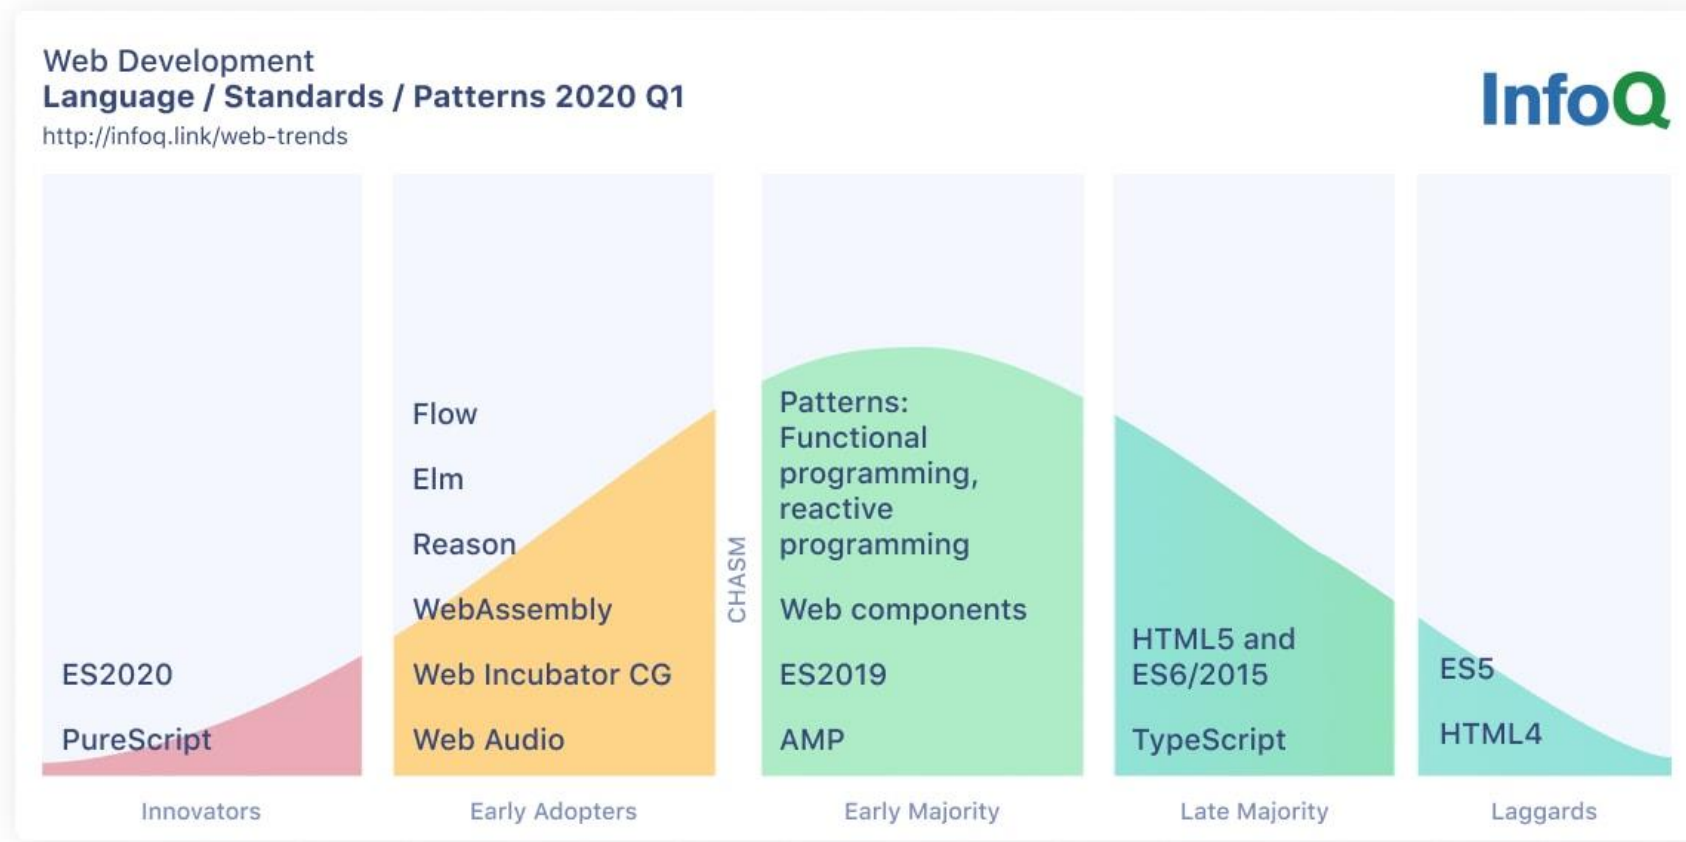 Web Development
Language / Standards / Patterns 2020 Q1
http://infoq.link/web-trends
InfoQ
ES2020
PureScript
Innovators
Flow
Elm
Reason
WebAssembly
Web Incubator CG
Web Audio
Early Adopters
CHASM
Patterns:
Functional
programming,
reactive
programming
Web components
ES2019
AMP
Early Majority
HTML5 and
ES6/2015
TypeScript
Late Majority
ES5
HTML4
Laggards